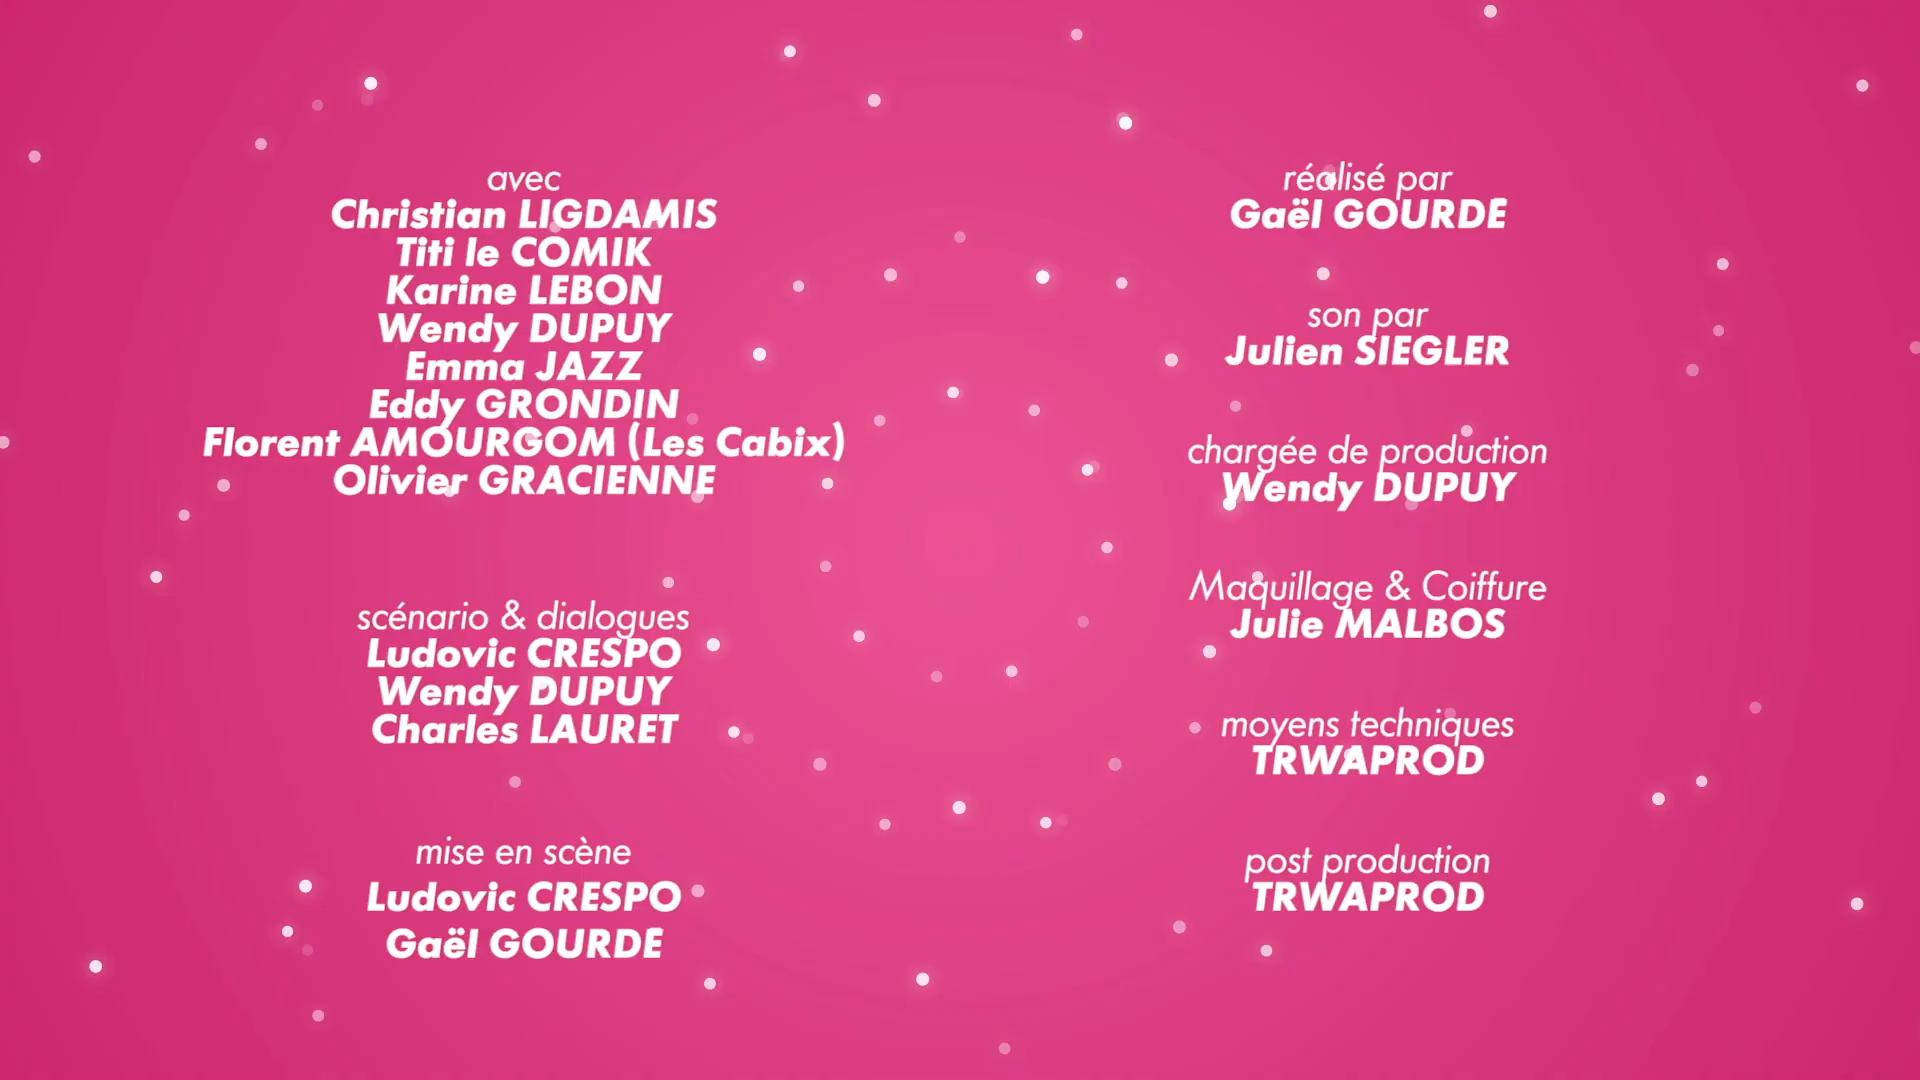 avec
Christian LIGDAMIS
Titi le COMIK
Karine LEBON
Wendy DUPUY
Emma JAZZ
Eddy GRONDIN
Florent AMOURGOM (Les Cabix)
Olivier GRACIENNE
scénario & dialogues
Ludovic CRESPO
Wendy DUPUY
Charles LAURET
mise en scène
Ludovic CRESPO
Gaël GOURDÉ
réalisé par
Gaël GOURDÉ
son par
Julien SIEGLER
chargée de production
Wendy DUPUY
Maquillage & Coiffure
Julie MALBOS
moyens techniques
TRWAPROD
post production
TRWAPROD